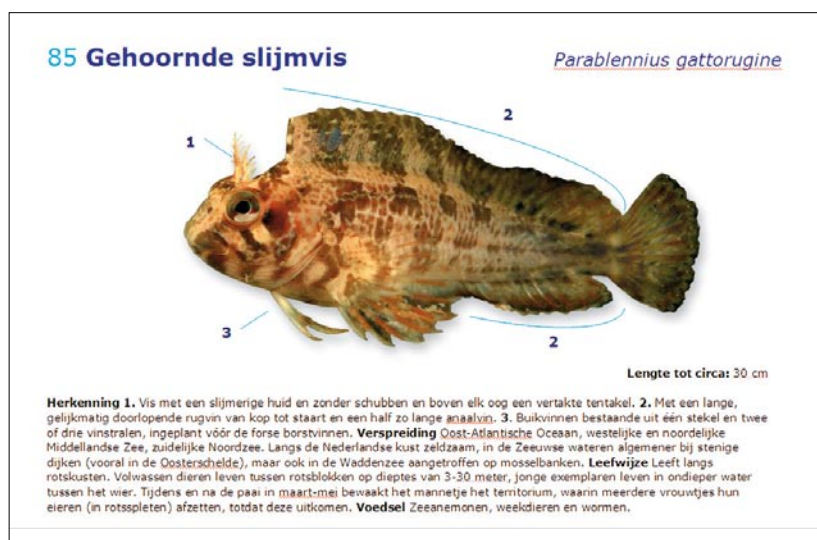 85 Gehoornde slijmvis
Parablennius gattorugine
2
1
3
2
Lengte tot circa: 30 cm
Herkenning 1. Vis met een slijmerige huid en zonder schubben en boven elk oog een vertakte tentakel. 2. Met een lange,
gelijkmatig doorlopende rugvin van kop tot staart en een half zo lange anaalvin. 3. Buikvinnen bestaande uit één stekel en twee
of drie vinstralen, ingeplant vóór de forse borstvinnen. Verspreiding Oost-Atlantische Oceaan, westelijke en noordelijke
Middellandse Zee, zuidelijke Noordzee. Langs de Nederlandse kust zeldzaam, in de Zeeuwse wateren algemener bij stenige
dijken (vooral in de Oosterschelde), maar ook in de Waddenzee aangetroffen op mosselbanken. Leefwijze Leeft langs
rotskusten. Volwassen dieren leven tussen rotsblokken op dieptes van 3-30 meter, jonge exemplaren leven in ondieper water
tussen het wier. Tijdens en na de paai in maart-mei bewaakt het mannetje het territorium, waarin meerdere vrouwtjes hun
eieren (in rotsspleten) afzetten, totdat deze uitkomen. Voedsel Zeeanemonen, weekdieren en wormen.